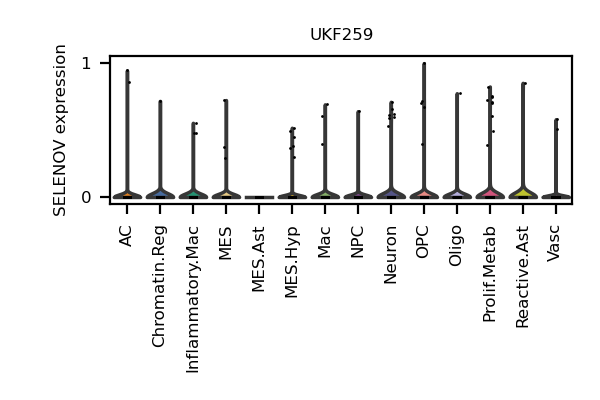 UKF259
SELENOV expression
1
0
AC
Chromatin.Reg
Inflammatory.Mac
MES
MES.Ast
MES.Hyp
Mac
NPC
Neuron
OPC
Oligo
Prolif.Metab
Reactive.Ast
Vasc